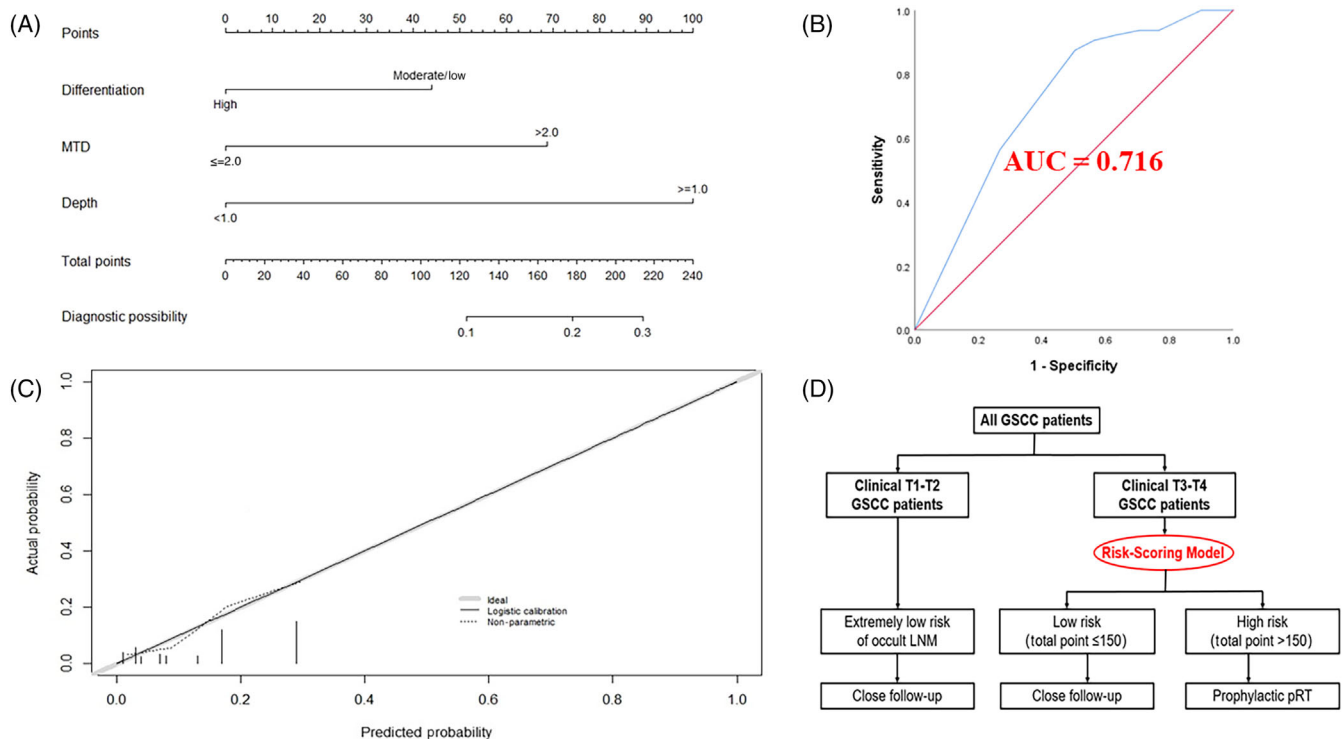 (A)
Points
0 10 20 30 40 50 60 70 80 90 100
Differentiation
Moderate/low
High
MTD
>2.0
≤=2.0
Depth
>=1.0
<1.0
Total points
0 20 40 60 80 100 120 140 160 180 200 220 240
Diagnostic possibility
0.1 0.2 0.3
(B)
1.0
0.8
0.6
0.4
0.2
0.0
Sensitivity
AUC = 0.716
0.0 0.2 0.4 0.6 0.8 1.0
1 - Specificity
(C)
1.0
0.8
0.6
0.4
0.2
0.0
Actual probability
Ideal
Logistic calibration
Non-parametric
0.0 0.2 0.4 0.6 0.8 1.0
Predicted probability
(D)
All GSCC patients
Clinical T1-T2
GSCC patients
Clinical T3-T4
GSCC patients
Risk-Scoring Model
Extremely low risk
of occult LNM
Low risk
(total point ≤150)
High risk
(total point >150)
Close follow-up
Close follow-up
Prophylactic pRT